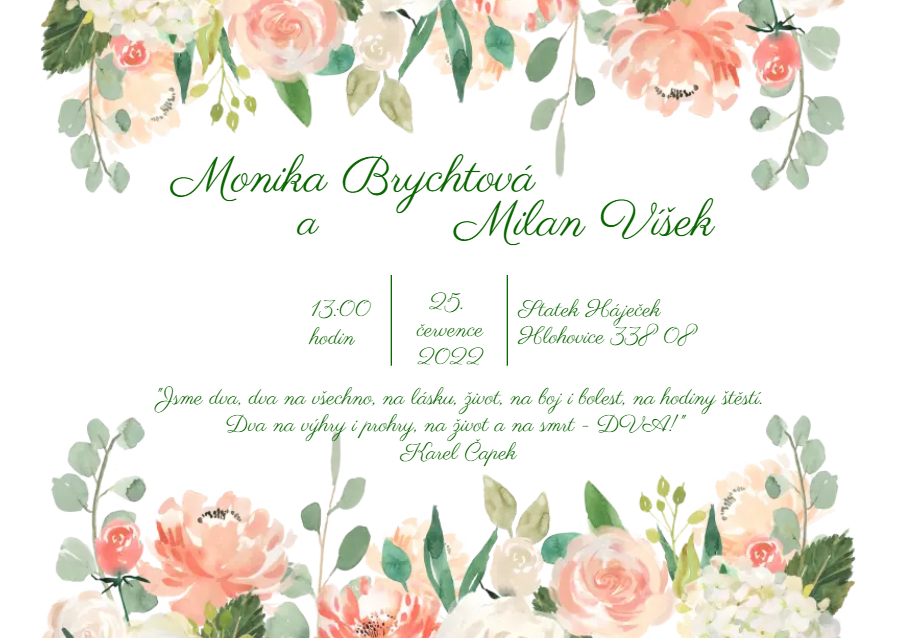 Monika Brychtová
a Milan Víšek
13:00
hodin
25.
července
2022
Statek Háječek
Hlohovice 338 08
"Jsme dva, dva na všechno, na lásku, život, na boj i bolest, na hodiny štěstí.
Dva na výhry i prohry, na život a na smrt - DVA!"
Karel Čapek